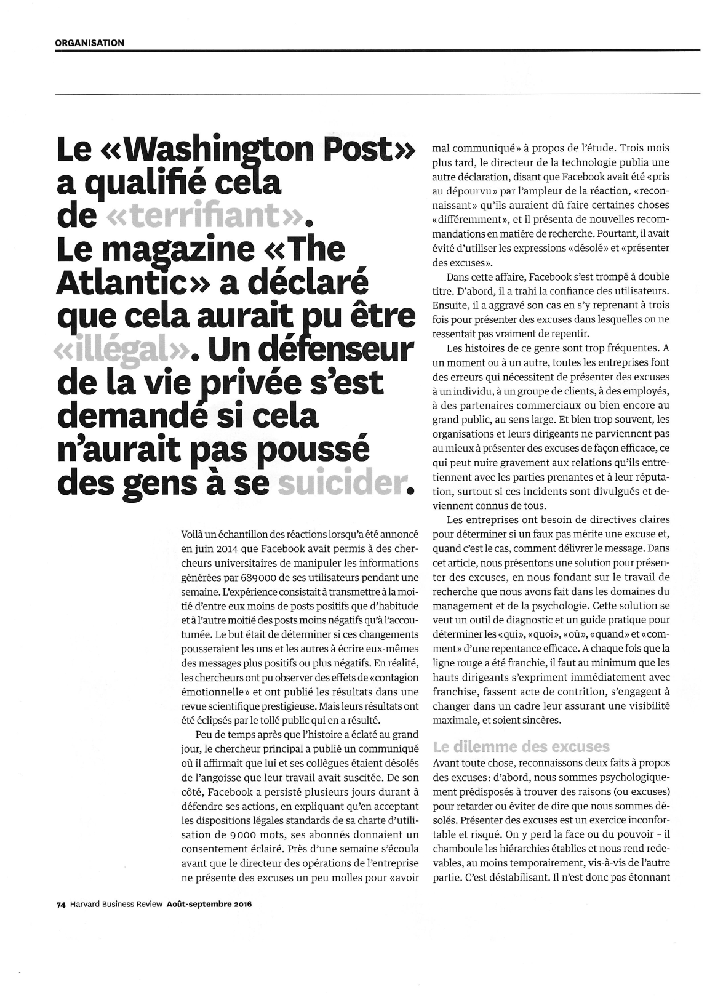 ORGANISATION
Le «Washington Post»
a qualifié cela
de «terrifiant».
Le magazine «The
Atlantic» a déclaré
que cela aurait pu être
«illégal». Un défenseur
de la vie privée s’est
demandé si cela
n’aurait pas poussé
des gens à se suicider.
Voilà un échantillon des réactions lorsqu’a été annoncé
en juin 2014 que Facebook avait permis à des cher-
cheurs universitaires de manipuler les informations
générées par 689000 de ses utilisateurs pendant une
semaine. L’expérience consistait à transmettre à la moi-
tié d’entre eux moins de posts positifs que d’habitude
et à l’autre moitié des posts moins négatifs qu’à l’accou-
tumée. Le but était de déterminer si ces changements
pousseraient les uns et les autres à écrire eux-mêmes
des messages plus positifs ou plus négatifs. En réalité,
les chercheurs ont pu observer des effets de «contagion
émotionnelle» et ont publié les résultats dans une
revue scientifique prestigieuse. Mais leurs résultats ont
été éclipsés par le tollé public qui en a résulté.
Peu de temps après que l’histoire a éclaté au grand
jour, le chercheur principal a publié un communiqué
où il affirmait que lui et ses collègues étaient désolés
de l’angoisse que leur travail avait suscitée. De son
côté, Facebook a persisté plusieurs jours durant à
défendre ses actions, en expliquant qu’en acceptant
les dispositions légales standards de sa charte d’utili-
sation de 9000 mots, ses abonnés donnaient un
consentement éclairé. Près d’une semaine s’écoula
avant que le directeur des opérations de l’entreprise
ne présente des excuses un peu molles pour «avoir
mal communiqué» à propos de l’étude. Trois mois
plus tard, le directeur de la technologie publia une
autre déclaration, disant que Facebook avait été «pris
au dépourvu» par l’ampleur de la réaction, «recon-
naissant» qu’ils auraient dû faire certaines choses
«différemment», et il présenta de nouvelles recom-
mandations en matière de recherche. Pourtant, il avait
évité d’utiliser les expressions «désolé» et «présenter
des excuses».
Dans cette affaire, Facebook s’est trompé à double
titre. D’abord, il a trahi la confiance des utilisateurs.
Ensuite, il a aggravé son cas en s’y reprenant à trois
fois pour présenter des excuses dans lesquelles on ne
ressentait pas vraiment de repentir.
Les histoires de ce genre sont trop fréquentes. A
un moment ou à un autre, toutes les entreprises font
des erreurs qui nécessitent de présenter des excuses
à un individu, à un groupe de clients, à des employés,
à des partenaires commerciaux ou bien encore au
grand public, au sens large. Et bien trop souvent, les
organisations et leurs dirigeants ne parviennent pas
au mieux à présenter des excuses de façon efficace, ce
qui peut nuire gravement aux relations qu’ils entre-
tiennent avec les parties prenantes et à leur réputa-
tion, surtout si ces incidents sont divulgués et de-
viennent connus de tous.
Les entreprises ont besoin de directives claires
pour déterminer si un faux pas mérite une excuse et,
quand c’est le cas, comment délivrer le message. Dans
cet article, nous présentons une solution pour présen-
ter des excuses, en nous fondant sur le travail de
recherche que nous avons fait dans les domaines du
management et de la psychologie. Cette solution se
veut un outil de diagnostic et un guide pratique pour
déterminer les «qui», «quoi», «où», «quand» et «com-
ment» d’une repentance efficace. A chaque fois que la
ligne rouge a été franchie, il faut au minimum que les
hauts dirigeants s’expriment immédiatement avec
franchise, fassent acte de contrition, s’engagent à
changer dans un cadre leur assurant une visibilité
maximale, et soient sincères.
Le dilemme des excuses
Avant toute chose, reconnaissons deux faits à propos
des excuses: d’abord, nous sommes psychologique-
ment prédisposés à trouver des raisons (ou excuses)
pour retarder ou éviter de dire que nous sommes dé-
solés. Présenter des excuses est un exercice inconfor-
table et risqué. On y perd la face ou du pouvoir – il
chamboule les hiérarchies établies et nous rend rede-
vables, au moins temporairement, vis-à-vis de l’autre
partie. C’est déstabilisant. Il n’est donc pas étonnant
74 Harvard Business Review Août-septembre 2016